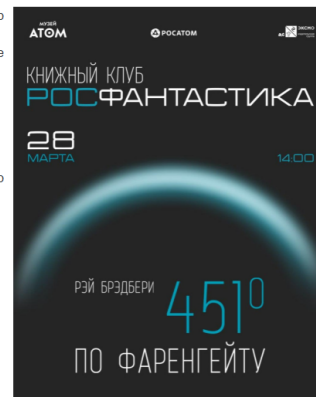 о
е
о
МУЗЕЙ
АТОМ
РОСАТОМ
ЭКСМО
КНИЖНЫЙ КЛУБ
РОСФАНТАСТИКА
28
МАРТА
14:00
РЭЙ БРЭДБЕРИ
451°
ПО ФАРЕНГЕЙТУ